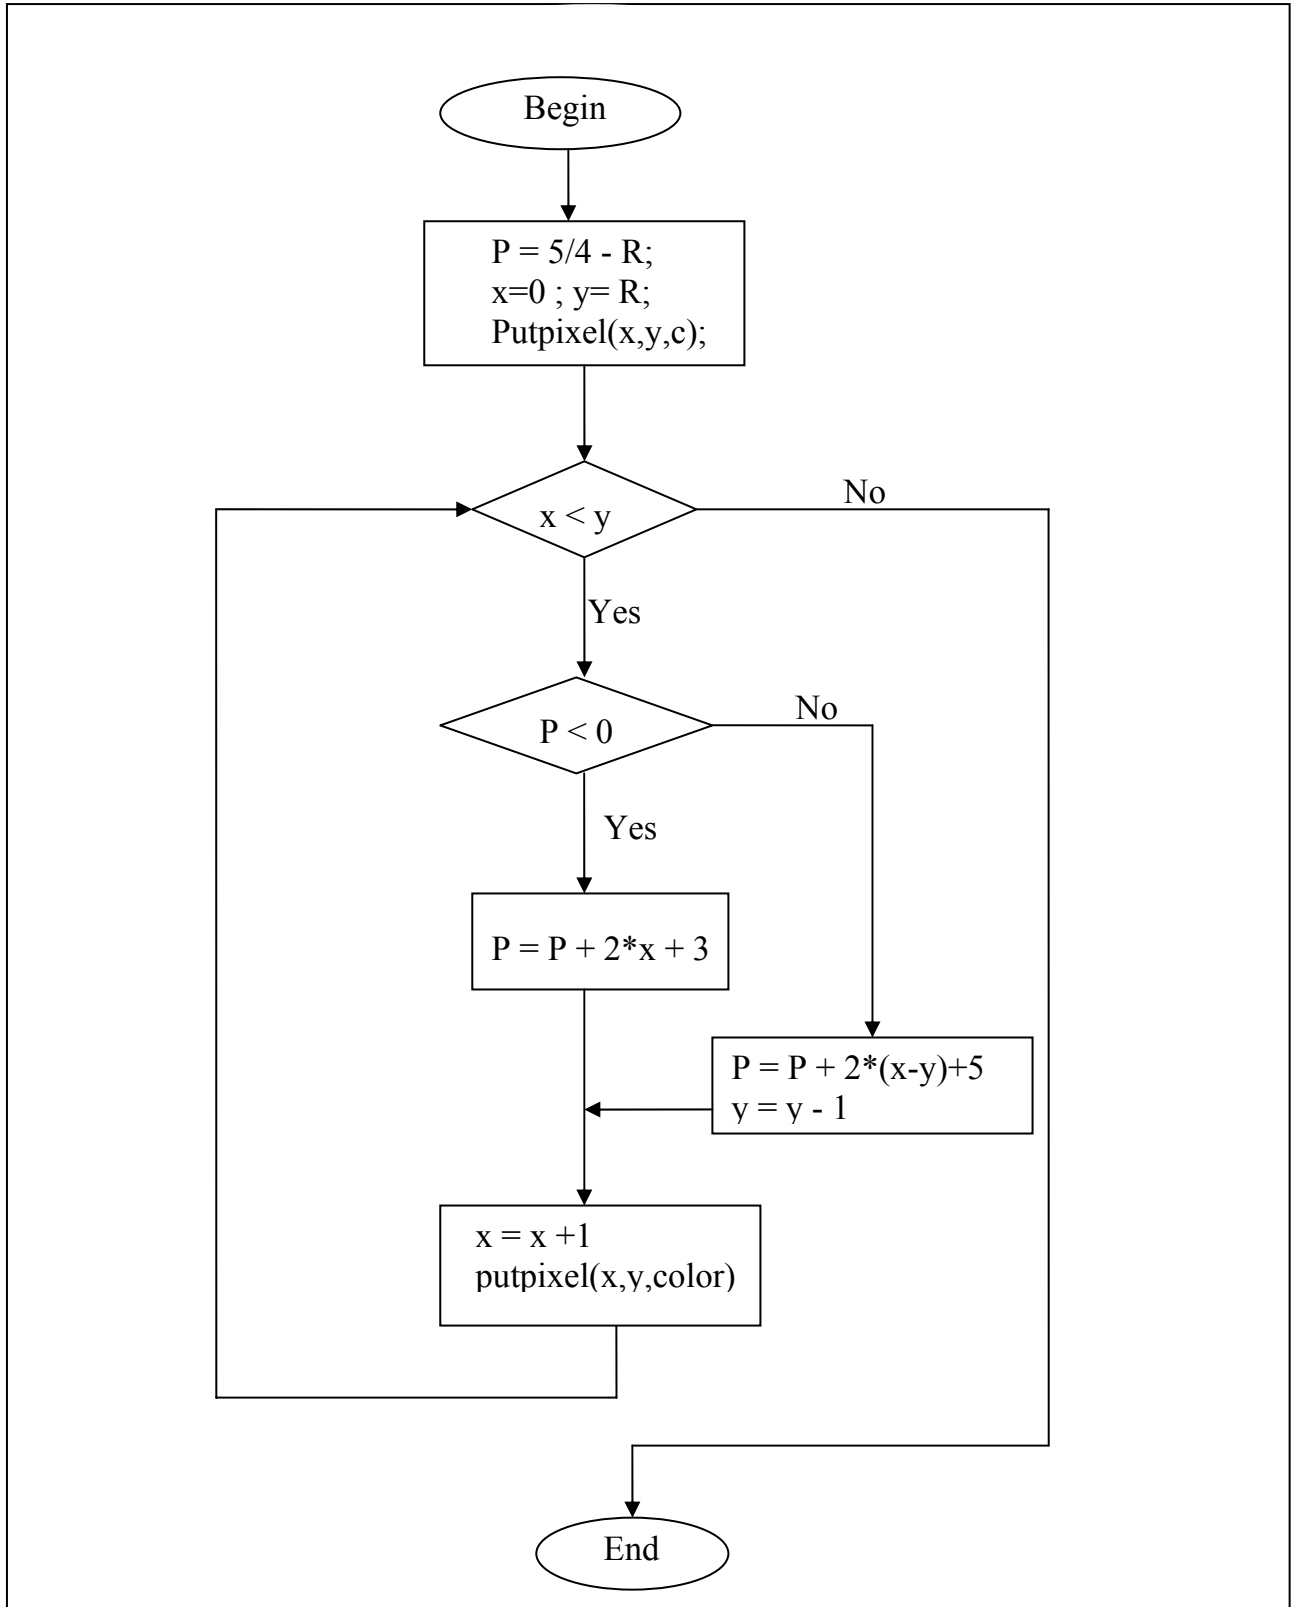 Begin
P = 5/4 - R;
x=0 ; y= R;
Putpixel(x,y,c);
x < y
No
Yes
P < 0
No
Yes
P = P + 2*x + 3
P = P + 2*(x-y)+5
y = y - 1
x = x +1
putpixel(x,y,color)
End